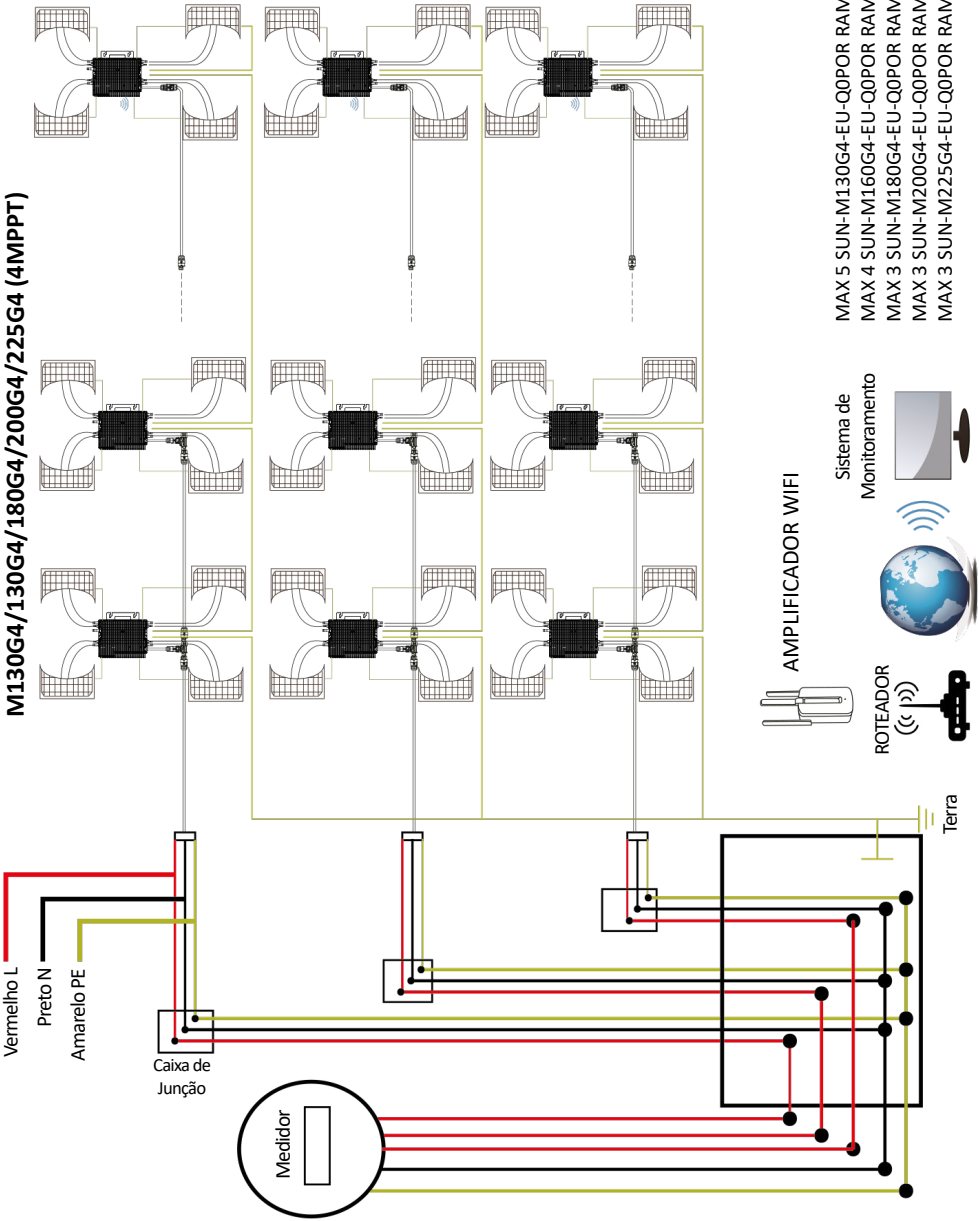 M130G4/130G4/180G4/200G4/225G4 (4MPPT)
Vermelho L
Preto N
Amarelo PE
Caixa de
Junção
Medidor
Terra
AMPLIFICADOR WIFI
ROTEADOR
Sistema de
Monitoramento
MAX 5 SUN-M130G4-EU-Q0POR RAM
MAX 4 SUN-M160G4-EU-Q0POR RAM
MAX 3 SUN-M180G4-EU-Q0POR RAM
MAX 3 SUN-M200G4-EU-Q0POR RAM
MAX 3 SUN-M225G4-EU-Q0POR RAM